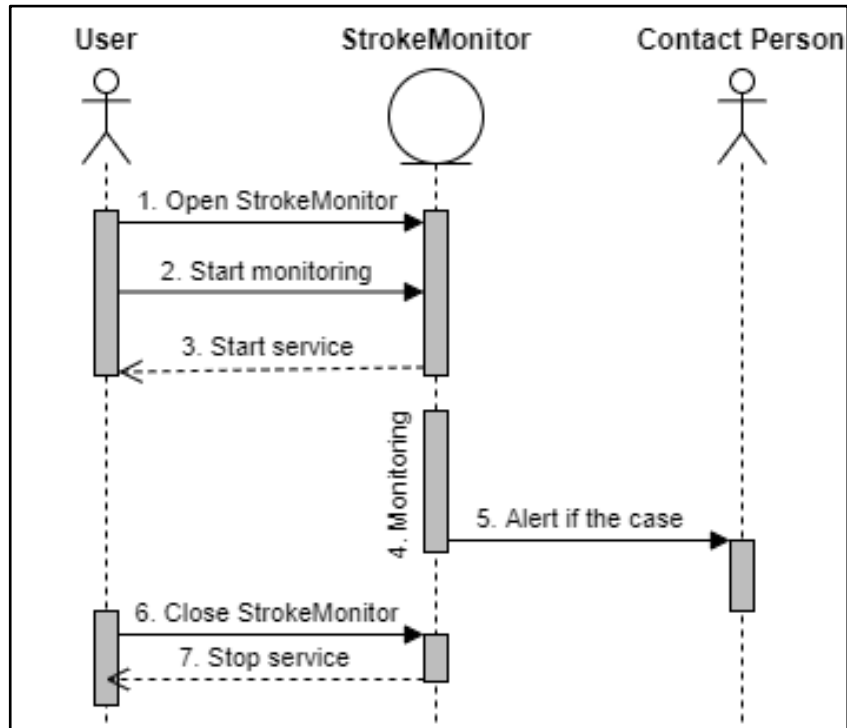 User
StrokeMonitor
Contact Person
1. Open StrokeMonitor
2. Start monitoring
3. Start service
4. Monitoring
5. Alert if the case
6. Close StrokeMonitor
7. Stop service